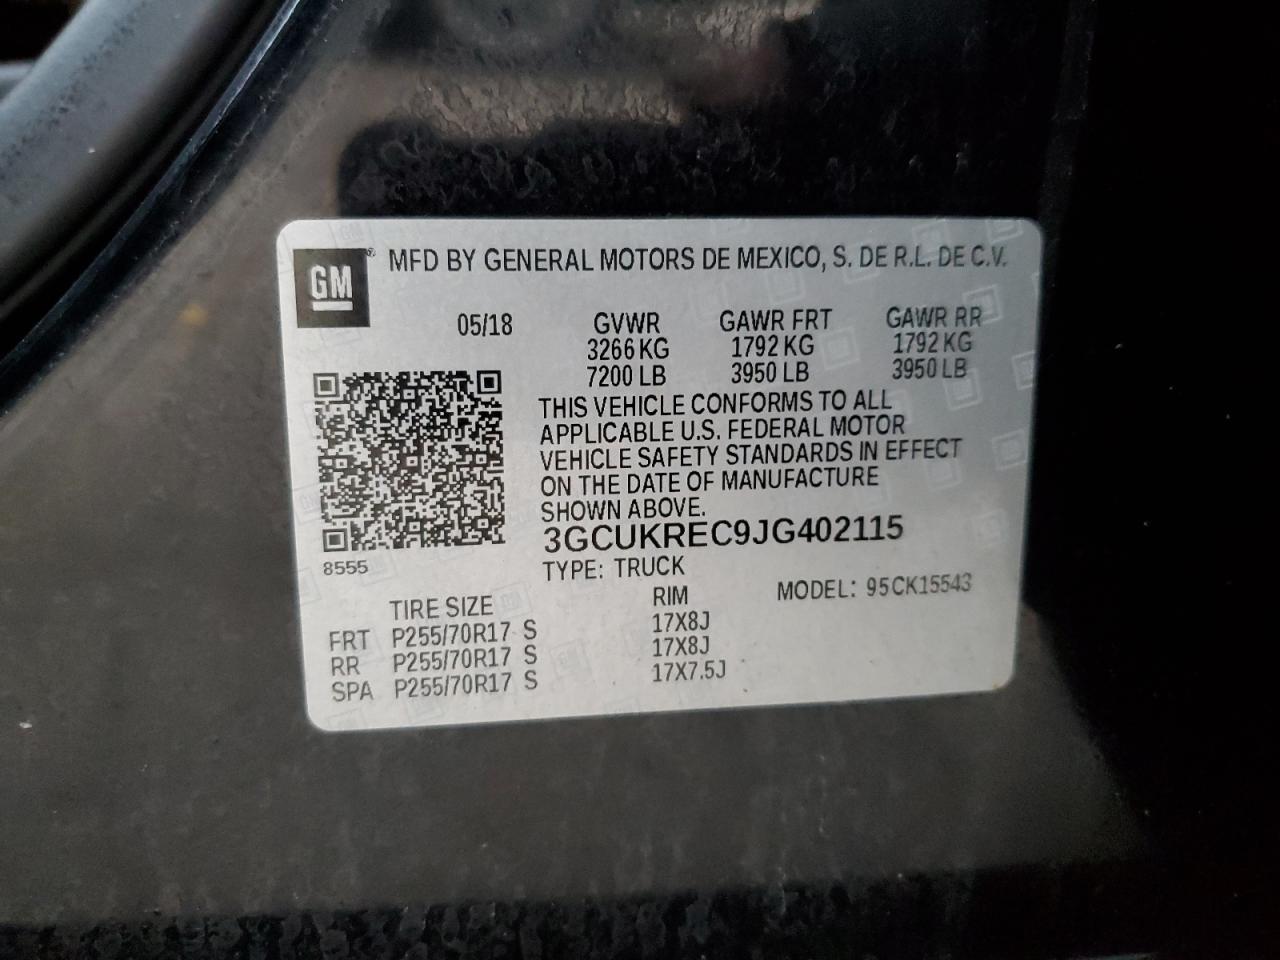 GM ® MFD BY GENERAL MOTORS DE MEXICO, S. DE R.L. DE C.V.
05/18 GVWR GAWR FRT GAWR RR
3266 KG 1792 KG 1792 KG
7200 LB 3950 LB 3950 LB
THIS VEHICLE CONFORMS TO ALL
APPLICABLE U.S. FEDERAL MOTOR
VEHICLE SAFETY STANDARDS IN EFFECT
ON THE DATE OF MANUFACTURE
SHOWN ABOVE.
3GCUKREC9JG402115
8555 TYPE: TRUCK
TIRE SIZE RIM MODEL: 95CK15543
FRT P255/70R17 S 17X8J
RR P255/70R17 S 17X8J
SPA P255/70R17 S 17X7.5J